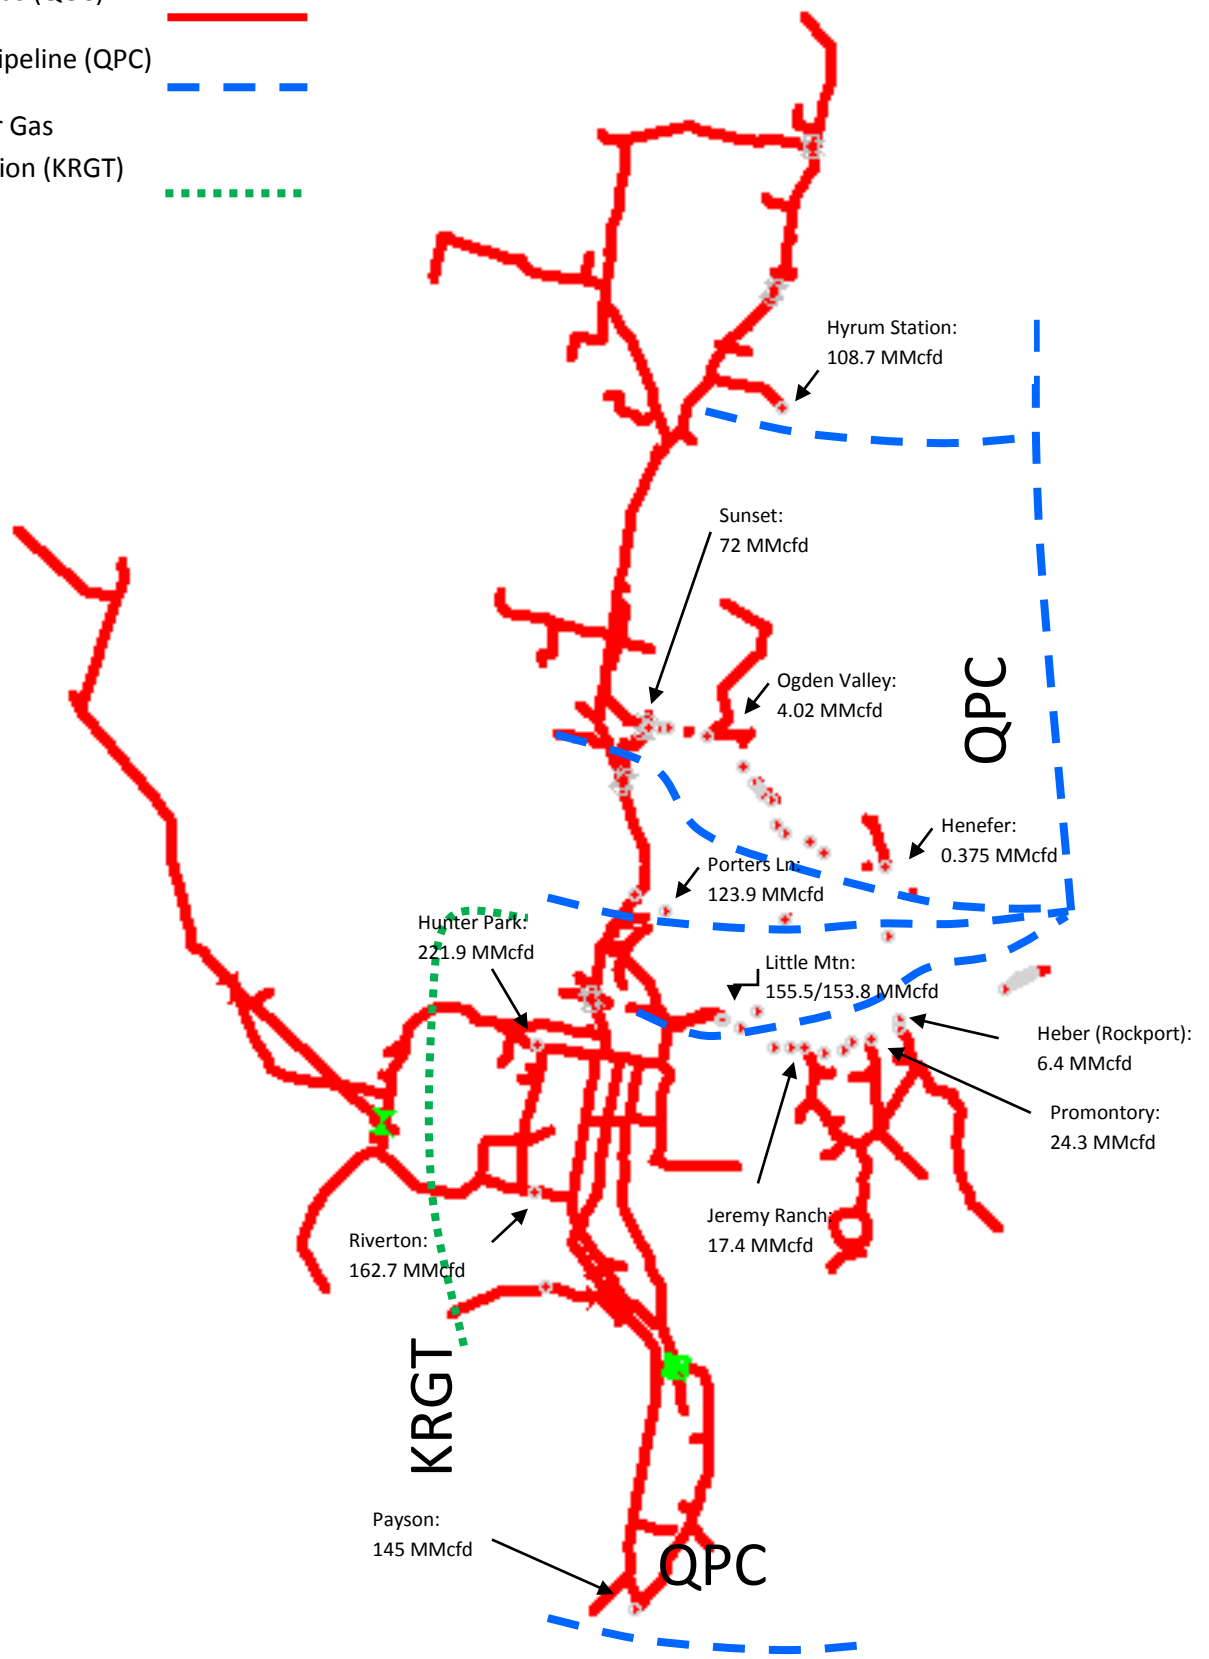 (QGC)
ipeline (QPC)
r Gas
ion (KRGT)
Hyrum Station:
108.7 MMcfd
Sunset:
72 MMcfd
QPC
Ogden Valley:
4.02 MMcfd
Henefer:
0.375 MMcfd
Porters Ln:
123.9 MMcfd
Hunter Park:
221.9 MMcfd
Little Mtn:
155.5/153.8 MMcfd
Heber (Rockport):
6.4 MMcfd
Promontory:
24.3 MMcfd
Jeremy Ranch:
17.4 MMcfd
Riverton:
162.7 MMcfd
KRGT
Payson:
145 MMcfd
QPC